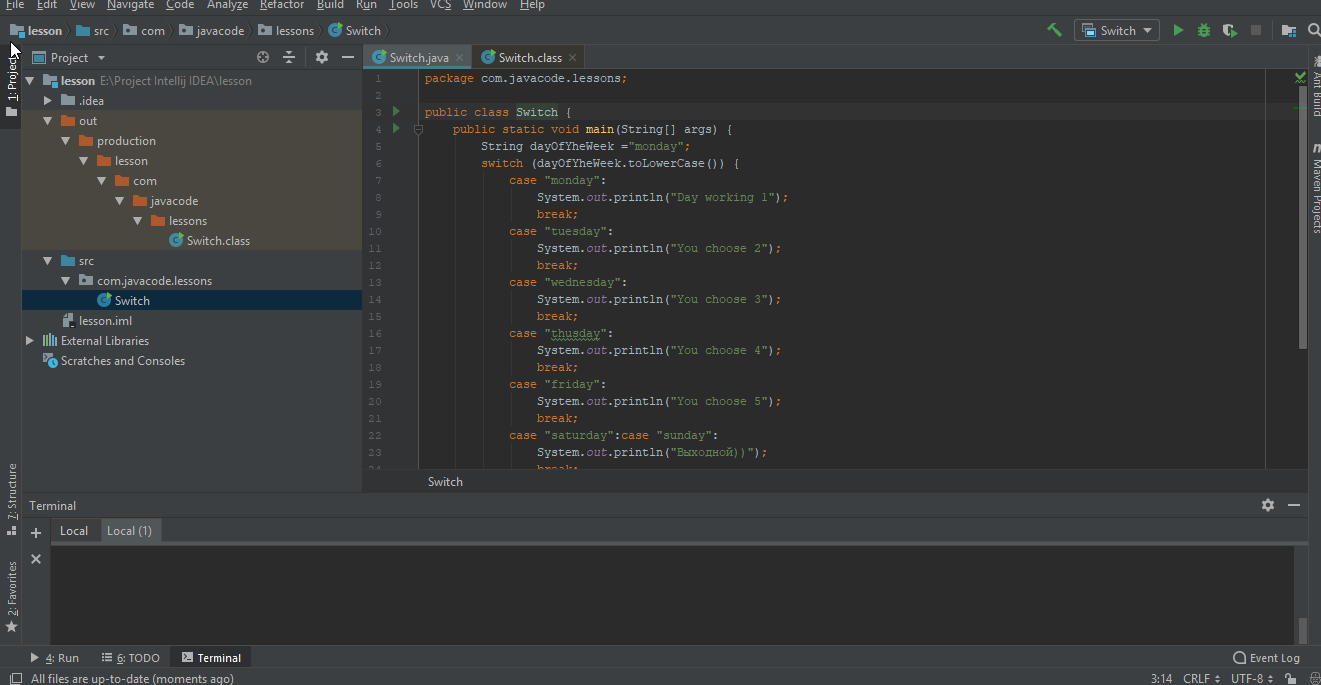 File Edit View Navigate Code Analyze Refactor Build Run Tools VCS Window Help
lesson src com javacode lessons Switch
Switch
1: Project
Project
Switch.java
Switch.class
lesson E:\Project Intellij IDEA\lesson
.idea
out
production
lesson
com
javacode
lessons
Switch.class
src
com.javacode.lessons
Switch
lesson.iml
External Libraries
Scratches and Consoles
1 package com.javacode.lessons;
2
3 public class Switch {
4 public static void main(String[] args) {
5 String dayOfYheWeek ="monday";
6 switch (dayOfYheWeek.toLowerCase()) {
7 case "monday":
8 System.out.println("Day working 1");
9 break;
10 case "tuesday":
11 System.out.println("You choose 2");
12 break;
13 case "wednesday":
14 System.out.println("You choose 3");
15 break;
16 case "thusday":
17 System.out.println("You choose 4");
18 break;
19 case "friday":
20 System.out.println("You choose 5");
21 break;
22 case "saturday":case "sunday":
23 System.out.println("Выходной))");
24 break;
Switch
Ant Build
Maven Projects
7: Structure
2: Favorites
Terminal
Local Local (1)
4: Run 6: TODO Terminal Event Log
All files are up-to-date (moments ago) 3:14 CRLF UTF-8